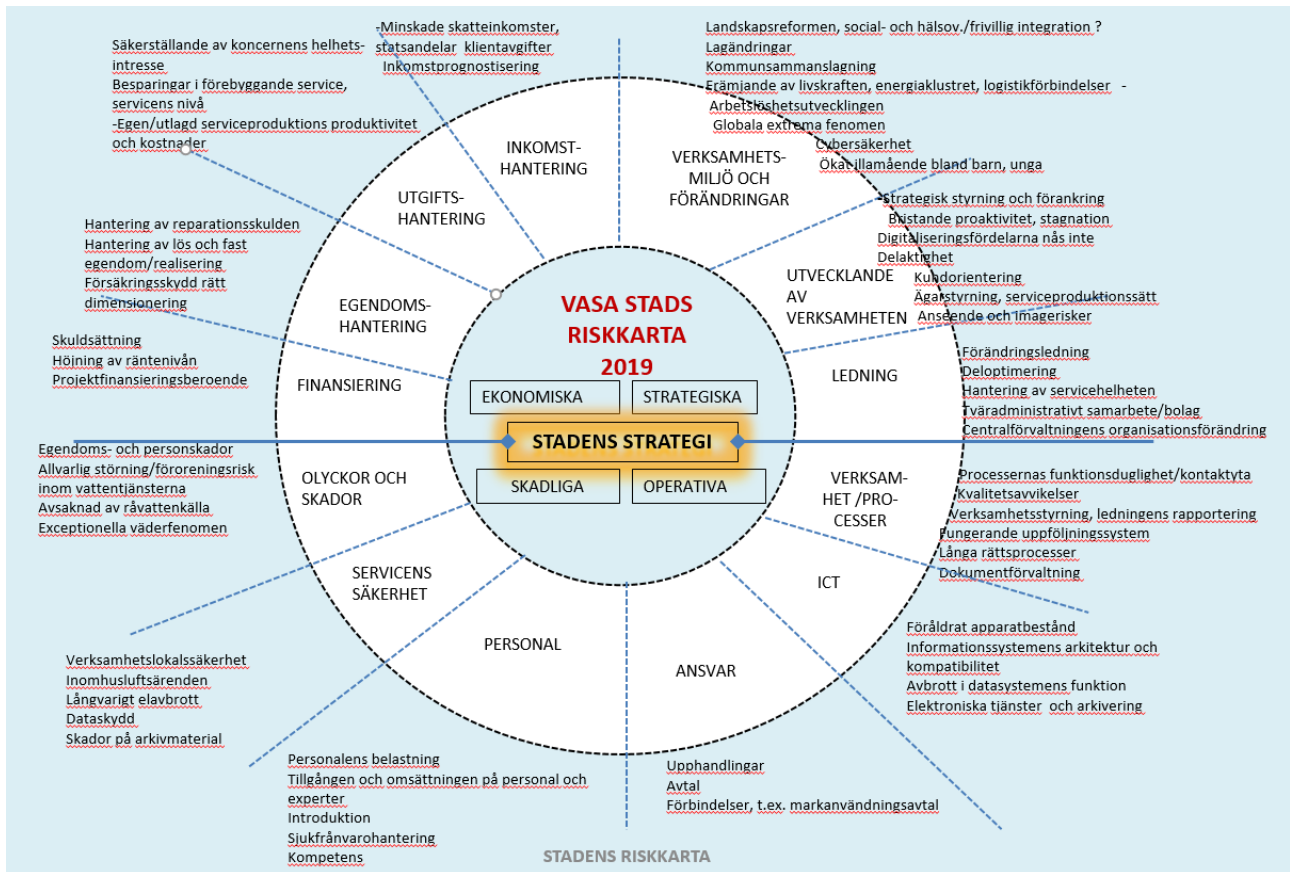 Säkerställande av koncernens helhets-
intresse
Besparingar i förebyggande service,
servicens nivå
-Egen/utlagd serviceproduktions produktivitet
och kostnader
-Minskade skatteinkomster,
statsandelar klientavgifter
Inkomstprognostisering
Landskapsreformen, social- och hälsov./frivillig integration ?
Lagändringar
Kommunsammanslagning
Främjande av livskraften, energiaklustret, logistikförbindelser -
Arbetslöshetsutvecklingen
Globala extrema fenomen
Cybersäkerhet
Ökat illamående bland barn, unga
-Strategisk styrning och förankring
Bristande proaktivitet, stagnation
Digitaliseringsfördelarna nås inte
Delaktighet
Kundorientering
Ägarstyrning, serviceproduktionssätt
Anseende och imagerisker
Förändringsledning
Deloptimering
Hantering av servicehelheten
Tväradministrativt samarbete/bolag
Centralförvaltningens organisationsförändring
Processernas funktionsduglighet/kontaktyta
Kvalitetsavvikelser
Verksamhetsstyrning, ledningens rapportering
Fungerande uppföljningssystem
Långa rättsprocesser
Dokumentförvaltning
Föråldrat apparatbestånd
Informationssystemens arkitektur och
kompatibilitet
Avbrott i datasystemens funktion
Elektroniska tjänster och arkivering
Upphandlingar
Avtal
Förbindelser, t.ex. markanvändningsavtal
Personalens belastning
Tillgången och omsättningen på personal och
experter
Introduktion
Sjukfrånvarohantering
Kompetens
Verksamhetslokalssäkerhet
Inomhusluftsärenden
Långvarigt elavbrott
Dataskydd
Skador på arkivmaterial
Egendoms- och personskador
Allvarlig störning/föroreningsrisk
inom vattentjänsterna
Avsaknad av råvattenkälla
Exceptionella väderfenomen
Skuldsättning
Höjning av räntenivån
Projektfinansieringsberoende
Hantering av reparationsskulden
Hantering av lös och fast
egendom/realisering
Försäkringsskydd rätt
dimensionering
INKOMST-
HANTERING
VERKSAMHETS-
MILJÖ OCH
FÖRÄNDRINGAR
UTVECKLANDE
AV
VERKSAMHETEN
LEDNING
VERKSAM-
HET /PRO-
CESSER
ICT
ANSVAR
PERSONAL
SERVICENS
SÄKERHET
OLYCKOR OCH
SKADOR
FINANSIERING
EGENDOMS-
HANTERING
UTGIFTS-
HANTERING
VASA STADS
RISKKARTA
2019
EKONOMISKA
STRATEGISKA
STADENS STRATEGI
SKADLIGA
OPERATIVA
STADENS RISKKARTA